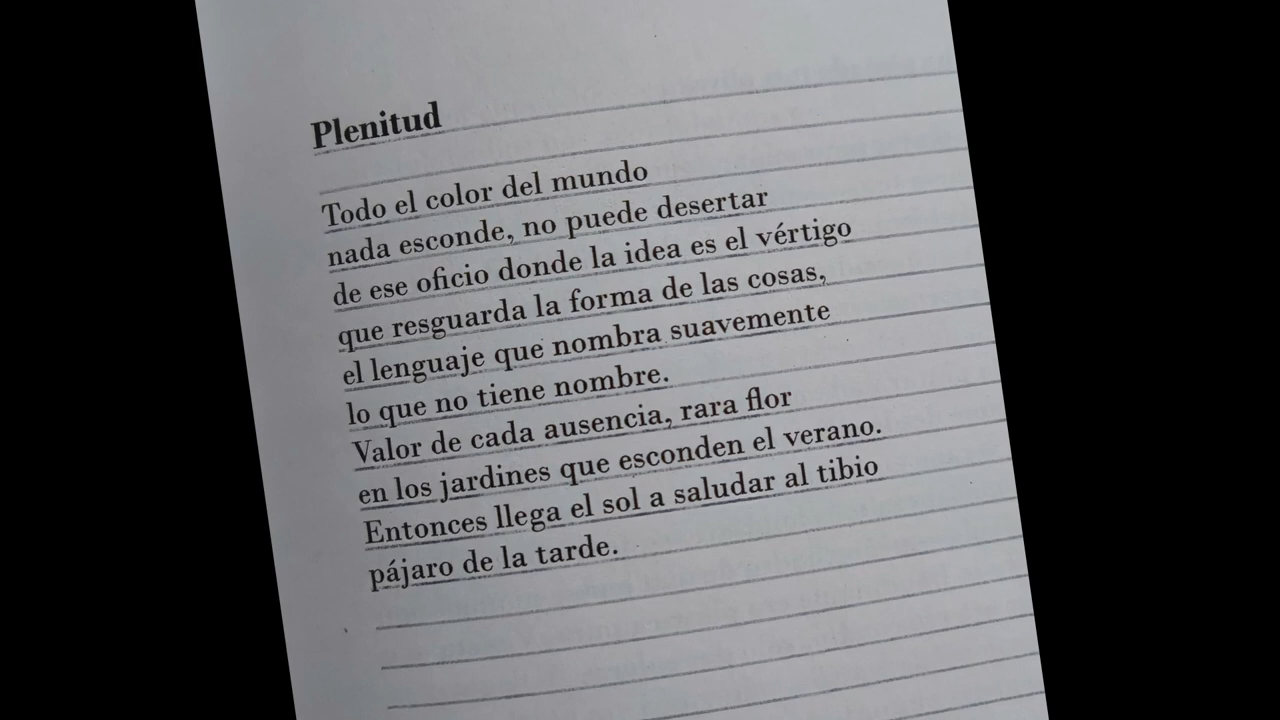 Plenitud
Todo el color del mundo
nada esconde, no puede desertar
de ese oficio donde la idea es el vértigo
que resguarda la forma de las cosas,
el lenguaje que nombra suavemente
lo que no tiene nombre.
Valor de cada ausencia, rara flor
en los jardines que esconden el verano.
Entonces llega el sol a saludar al tibio
pájaro de la tarde.